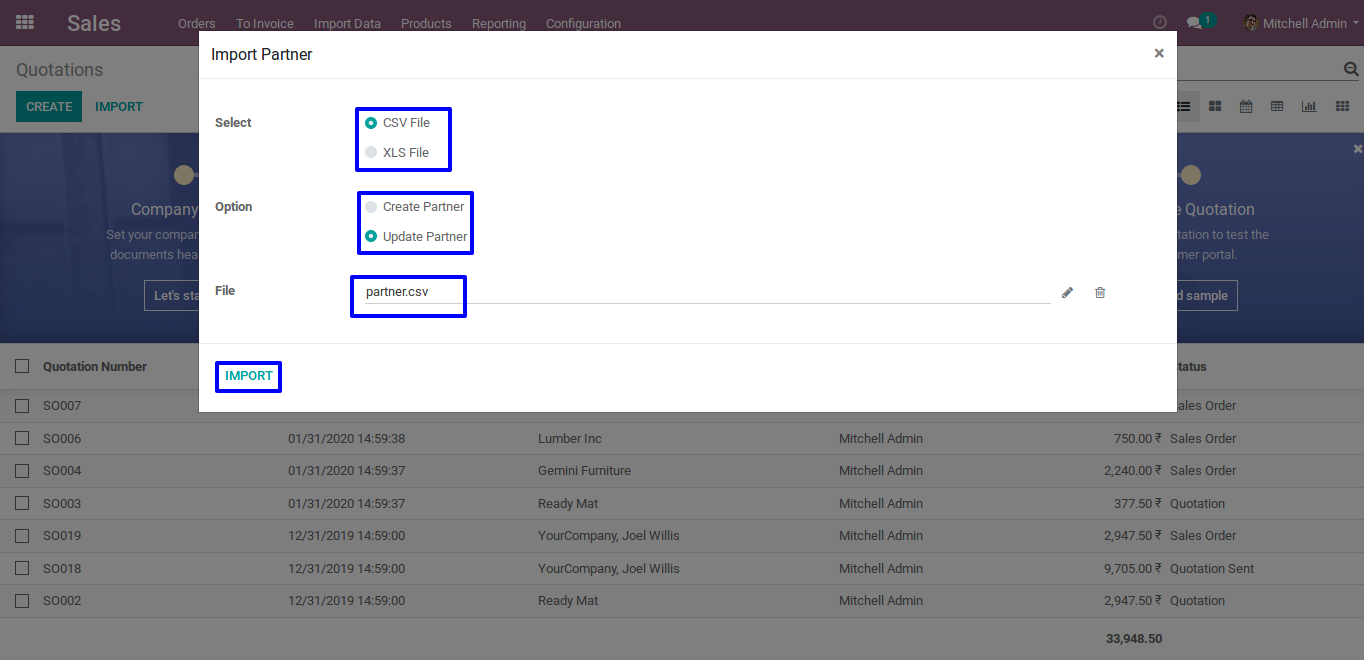 Sales Orders To Invoice Import Data Products Reporting Configuration 1 Mitchell Admin
Import Partner ×
Quotations
CREATE IMPORT
Select CSV File
XLS File
Option Create Partner
Update Partner
File partner.csv
IMPORT
Company
Set your
documents
Let's
Quotation
tation to test the
mer portal.
d sample
Quotation Number tatus
SO007 ales Order
SO006 01/31/2020 14:59:38 Lumber Inc Mitchell Admin 750.00 ₹ Sales Order
SO004 01/31/2020 14:59:37 Gemini Furniture Mitchell Admin 2,240.00 ₹ Sales Order
SO003 01/31/2020 14:59:37 Ready Mat Mitchell Admin 377.50 ₹ Quotation
SO019 12/31/2019 14:59:00 YourCompany, Joel Willis Mitchell Admin 2,947.50 ₹ Sales Order
SO018 12/31/2019 14:59:00 YourCompany, Joel Willis Mitchell Admin 9,705.00 ₹ Quotation Sent
SO002 12/31/2019 14:59:00 Ready Mat Mitchell Admin 2,947.50 ₹ Quotation
33,948.50